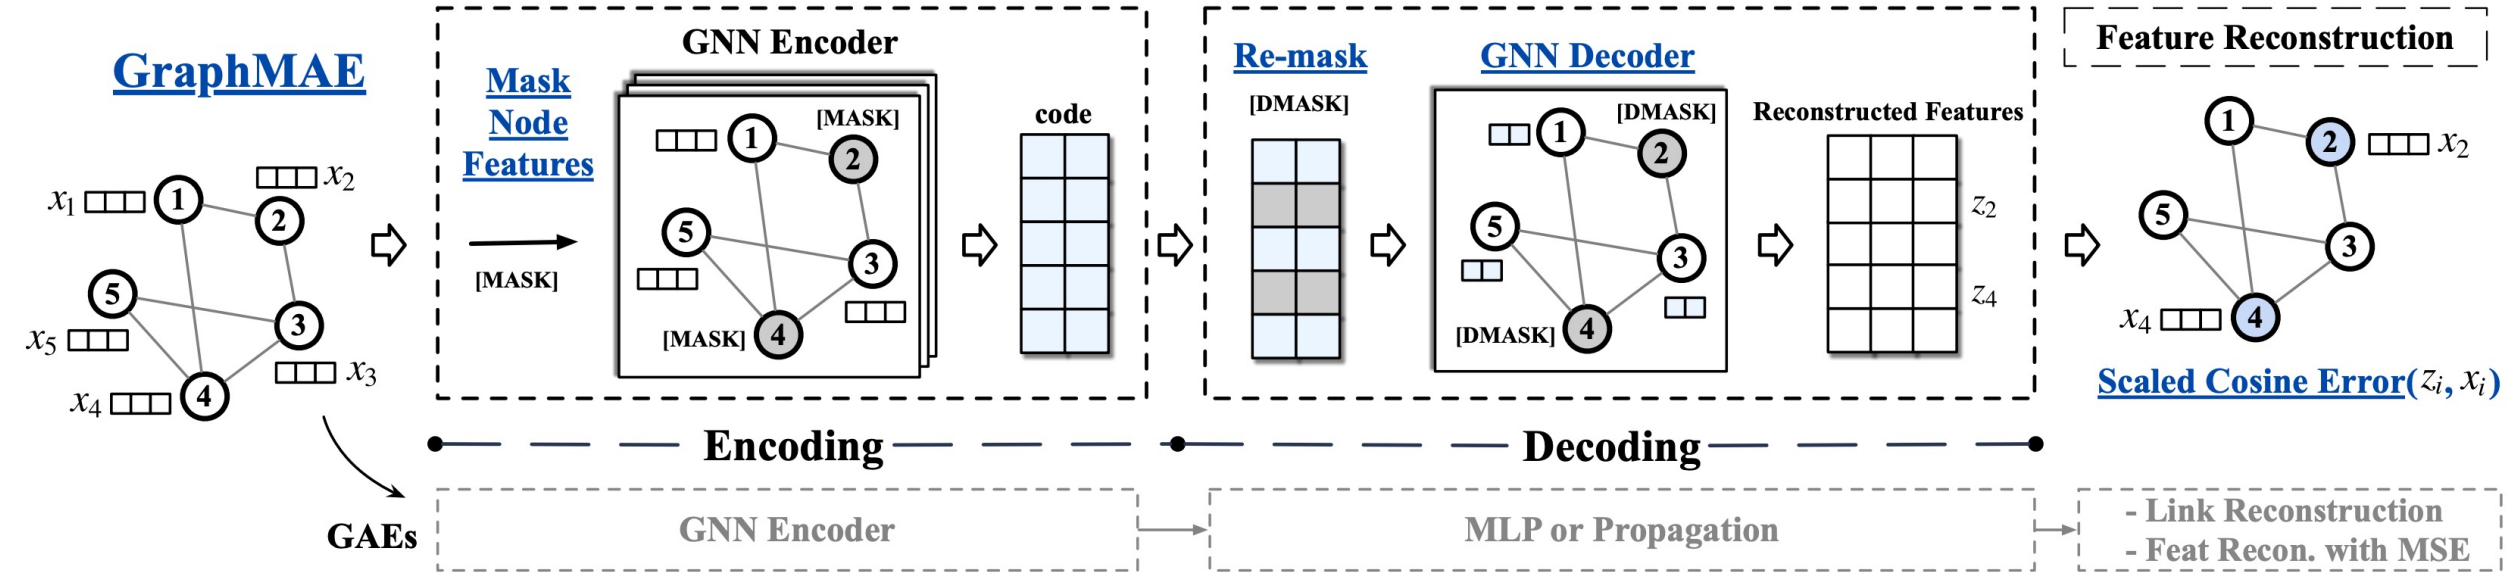 GraphMAE
x1
1
x2
2
5
x5
3
x3
x4
4
Mask
Node
Features
[MASK]
GNN Encoder
1
[MASK]
2
5
3
[MASK]
4
code
Re-mask
[DMASK]
GNN Decoder
1
[DMASK]
2
5
3
[DMASK]
4
Reconstructed Features
z2
z4
Feature Reconstruction
1
2
x2
5
3
x4
4
Scaled Cosine Error(zi, xi)
Encoding
Decoding
GAEs
GNN Encoder
MLP or Propagation
- Link Reconstruction
- Feat Recon. with MSE